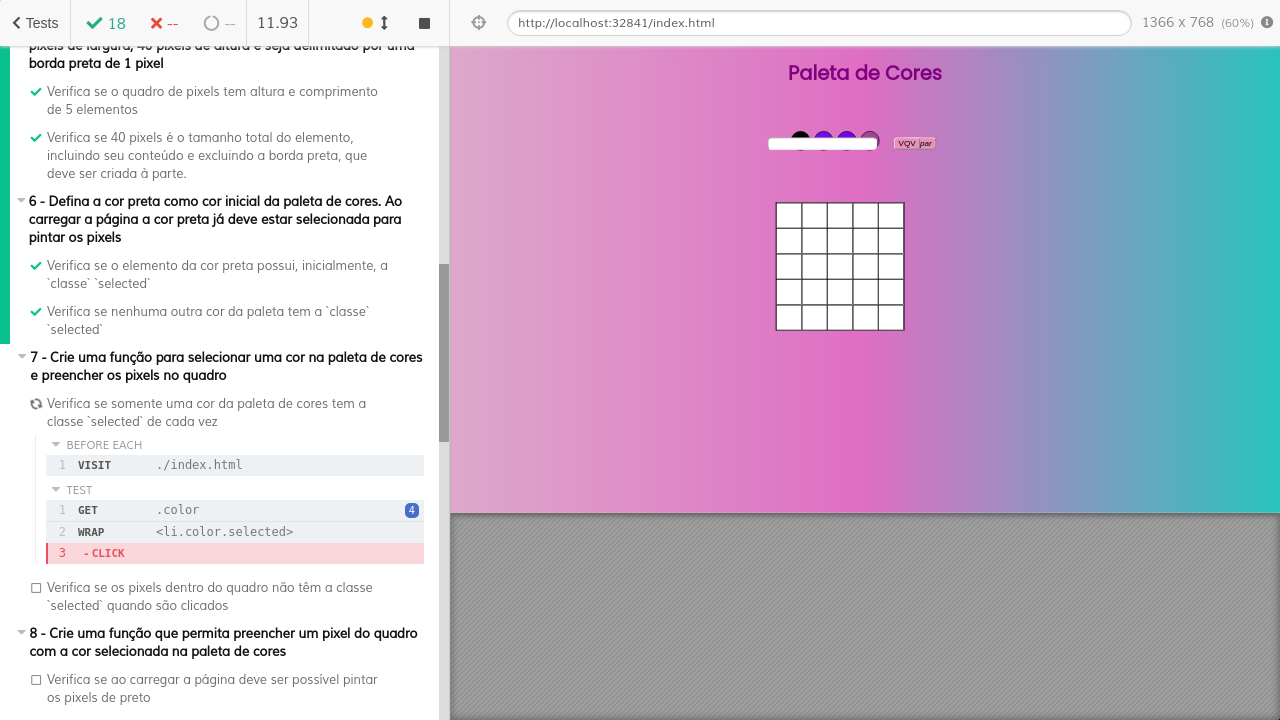 Tests
18
--
--
11.93
http://localhost:32841/index.html
1366 x 768 (60%)
pixels de largura, 40 pixels de altura e seja delimitado por uma
borda preta de 1 pixel
Verifica se o quadro de pixels tem altura e comprimento
de 5 elementos
Verifica se 40 pixels é o tamanho total do elemento,
incluindo seu conteúdo e excluindo a borda preta, que
deve ser criada à parte.
6 - Defina a cor preta como cor inicial da paleta de cores. Ao
carregar a página a cor preta já deve estar selecionada para
pintar os pixels
Verifica se o elemento da cor preta possui, inicialmente, a
`classe` `selected`
Verifica se nenhuma outra cor da paleta tem a `classe`
`selected`
7 - Crie uma função para selecionar uma cor na paleta de cores
e preencher os pixels no quadro
Verifica se somente uma cor da paleta de cores tem a
classe `selected` de cada vez
BEFORE EACH
1 VISIT ./index.html
TEST
1 GET .color 4
2 WRAP <li.color.selected>
3 - CLICK
Verifica se os pixels dentro do quadro não têm a classe
`selected` quando são clicados
8 - Crie uma função que permita preencher um pixel do quadro
com a cor selecionada na paleta de cores
Verifica se ao carregar a página deve ser possível pintar
os pixels de preto
Paleta de Cores
VQV par